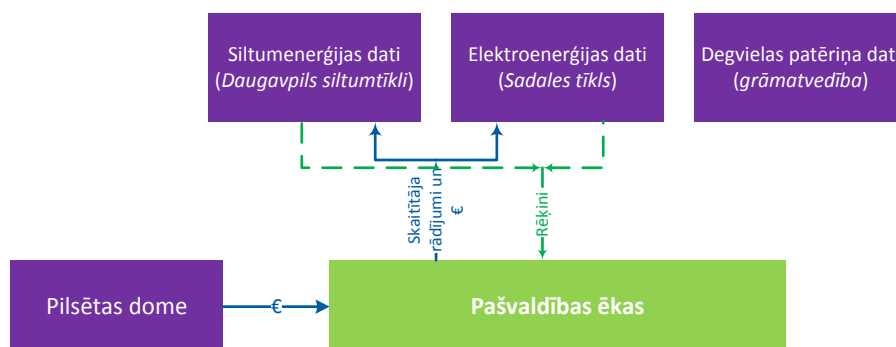 Siltumenerģijas dati
(Daugavpils siltumtīkli)
Elektroenerģijas dati
(Sadales tīkls)
Degvielas patēriņa dati
(grāmatvedība)
Skaitītāja
rādījumi un
€
Rēķini
Pilsētas dome
€
Pašvaldības ēkas